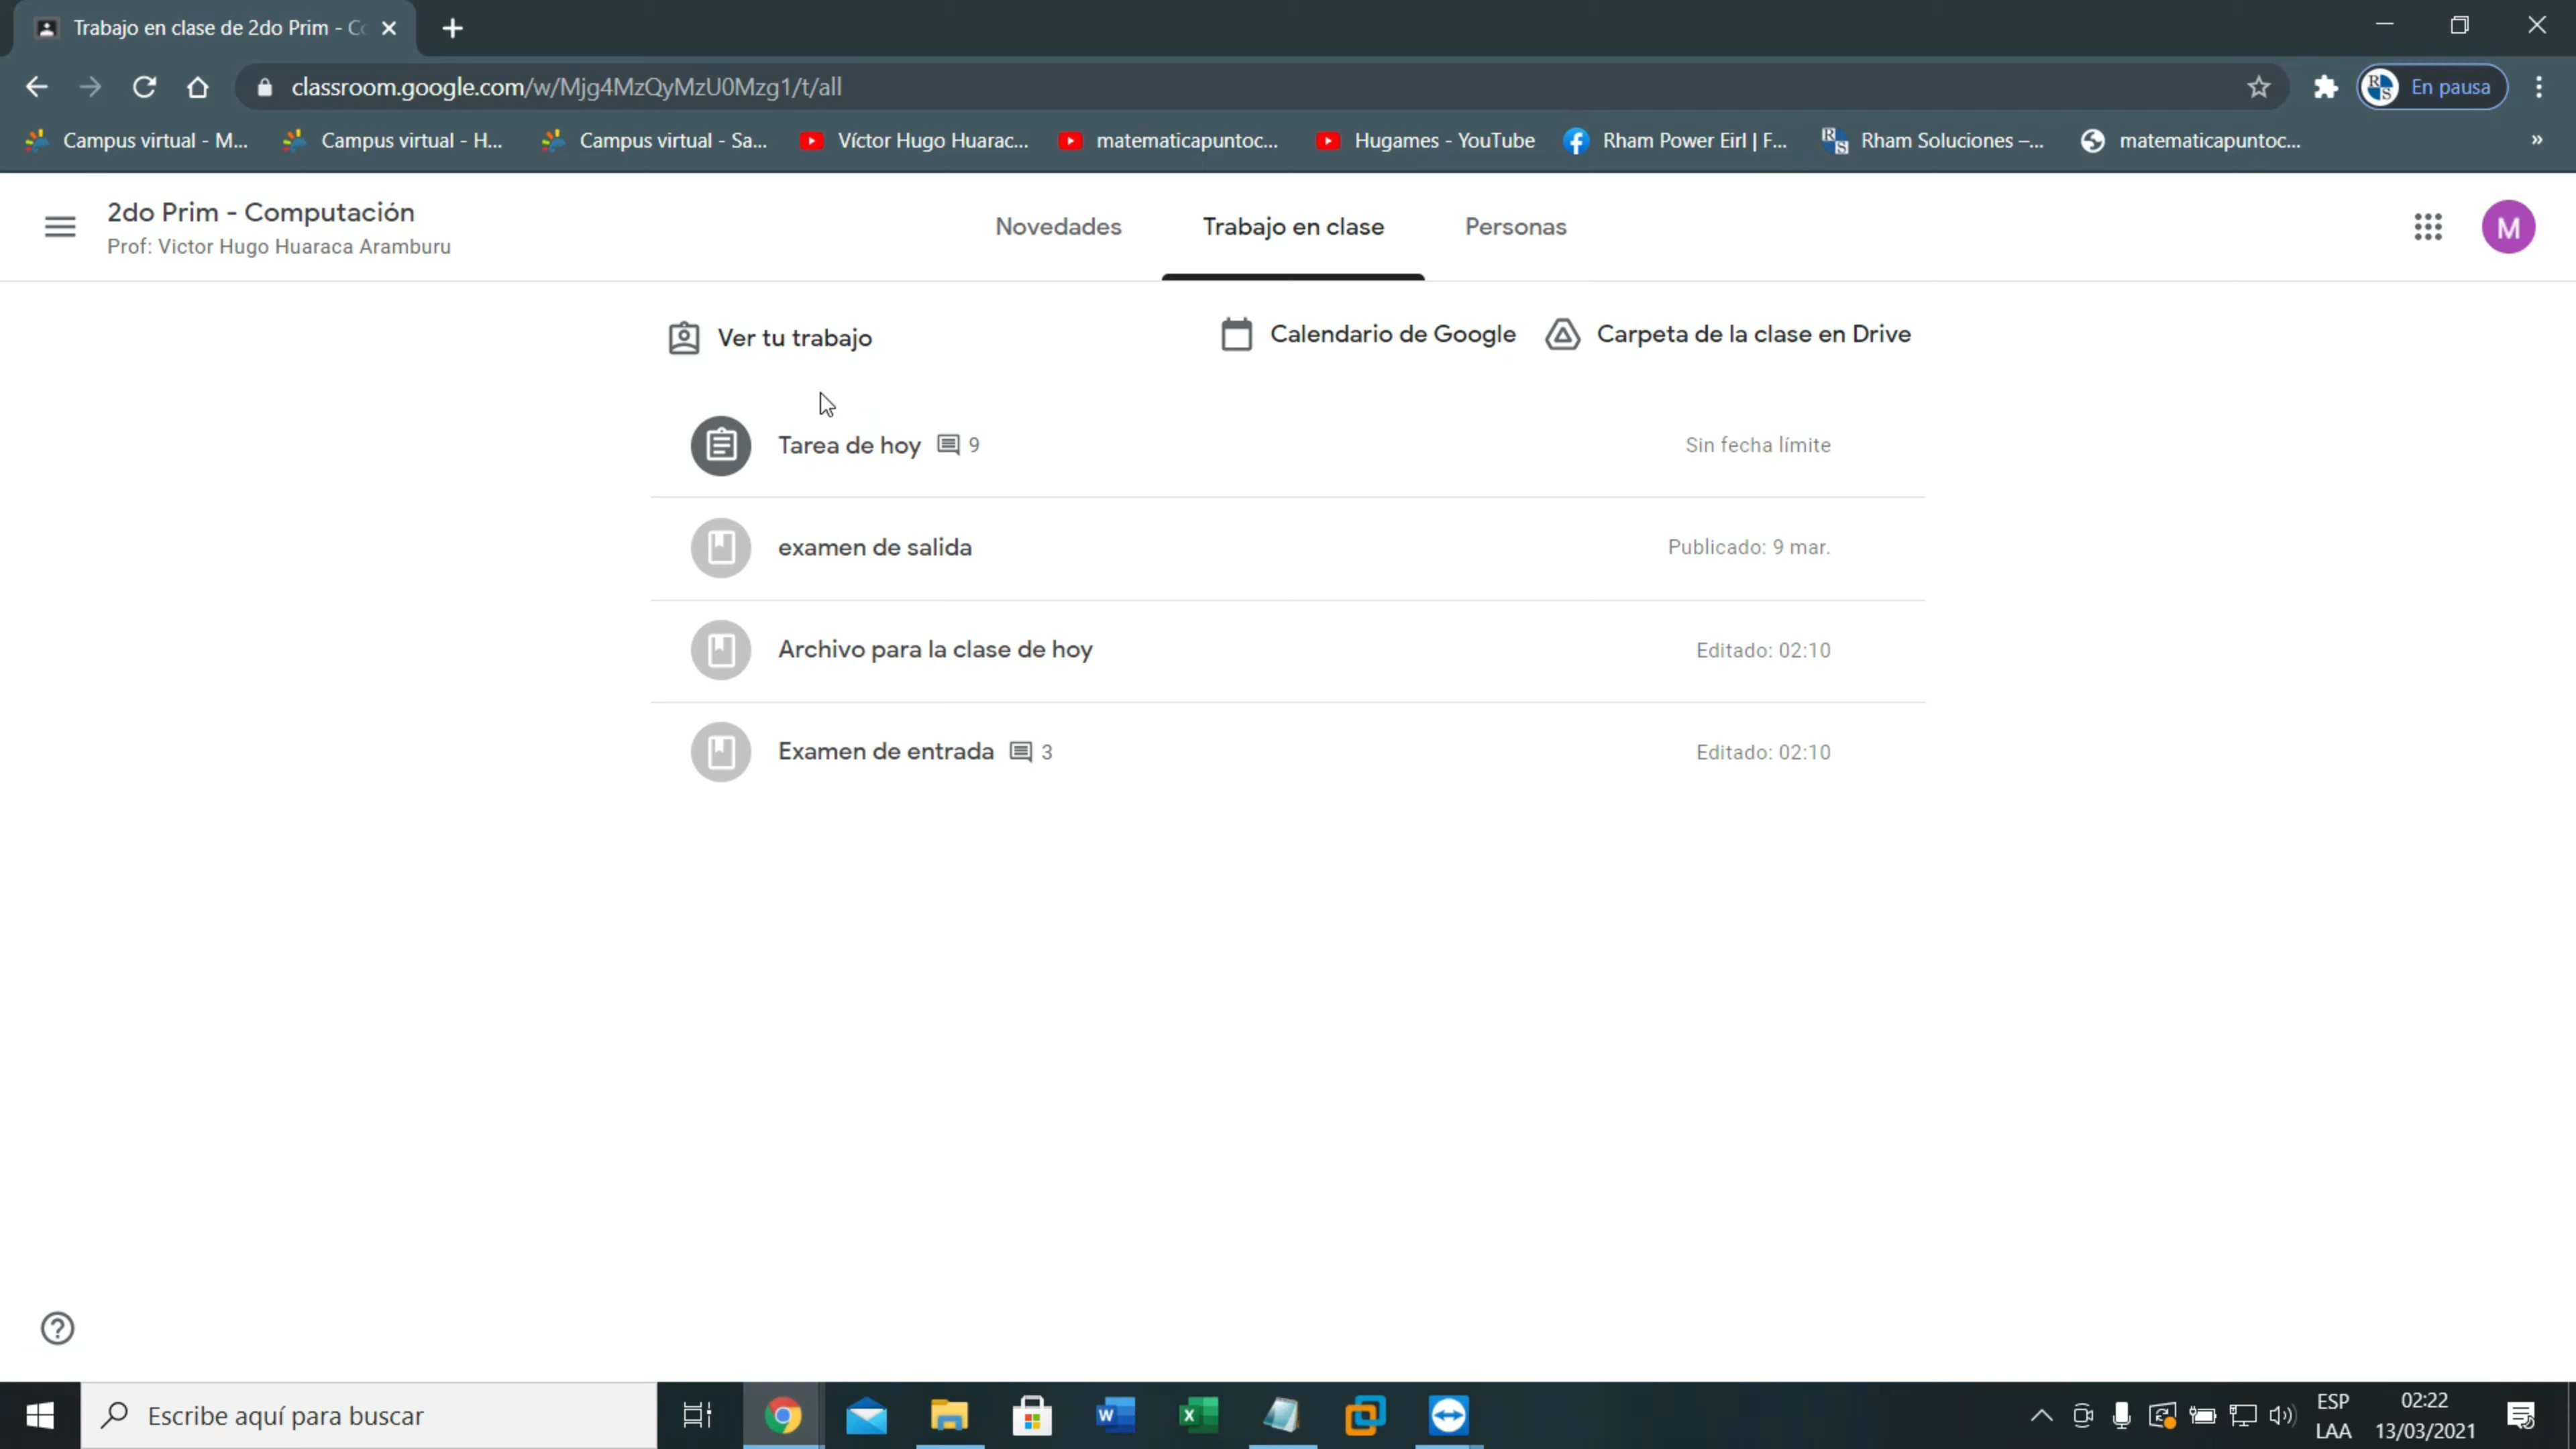 Trabajo en clase de 2do Prim - Co
classroom.google.com/w/Mjg4MzQyMzU0Mzg1/t/all
En pausa
Campus virtual - M...
Campus virtual - H...
Campus virtual - Sa...
Víctor Hugo Huarac...
matematicapuntoc...
Hugames - YouTube
Rham Power Eirl | F...
Rham Soluciones –...
matematicapuntoc...
»
2do Prim - Computación
Prof: Victor Hugo Huaraca Aramburu
Novedades
Trabajo en clase
Personas
M
Ver tu trabajo
Calendario de Google
Carpeta de la clase en Drive
Tarea de hoy 9
Sin fecha límite
examen de salida
Publicado: 9 mar.
Archivo para la clase de hoy
Editado: 02:10
Examen de entrada 3
Editado: 02:10
Escribe aquí para buscar
ESP
LAA
02:22
13/03/2021